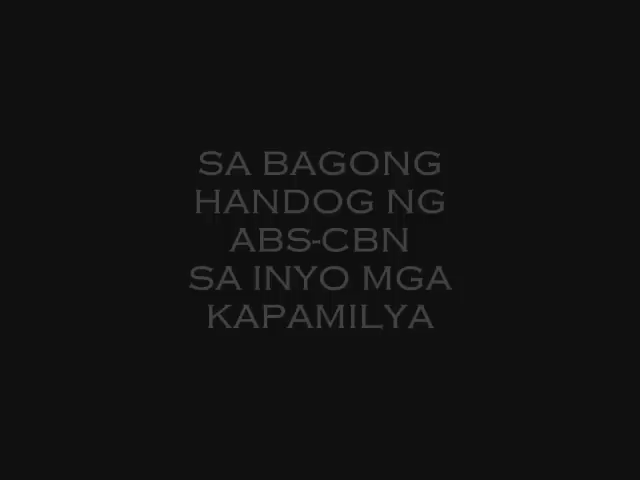 SA BAGONG
HANDOG NG
ABS-CBN
SA INYO MGA
KAPAMILYA